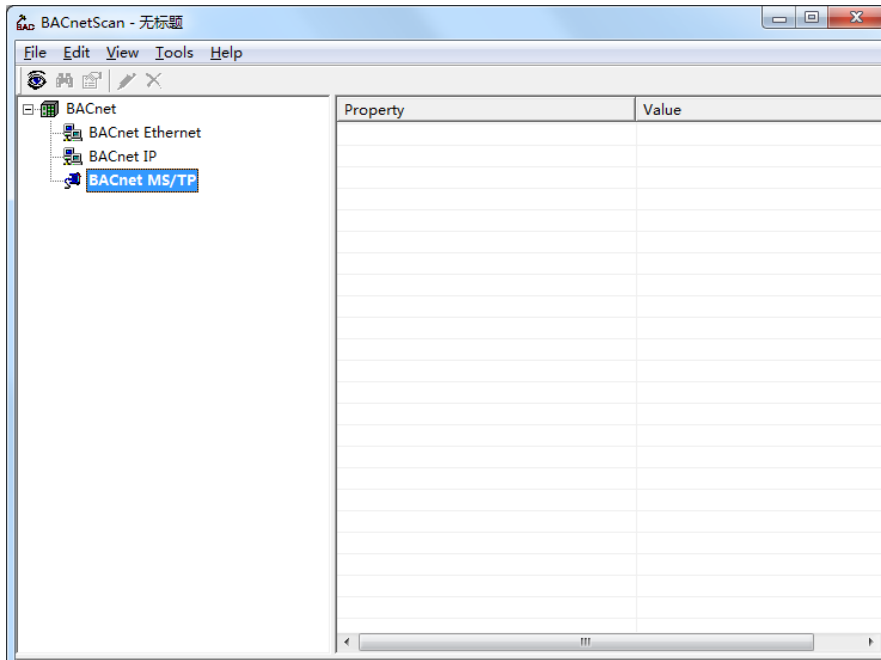 BACnetScan - 无标题
File Edit View Tools Help
BACnet
BACnet Ethernet
BACnet IP
BACnet MS/TP
Property Value